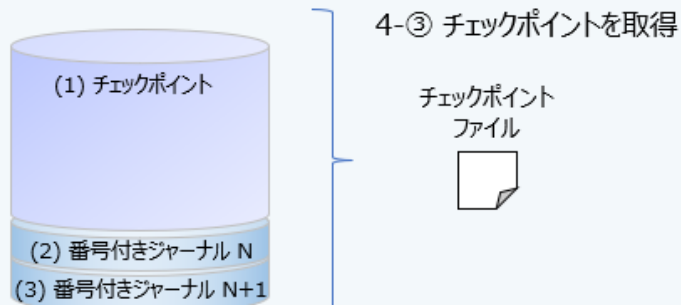 4-③ チェックポイントを取得
(1) チェックポイント
チェックポイント
ファイル
(2) 番号付きジャーナル N
(3) 番号付きジャーナル N+1